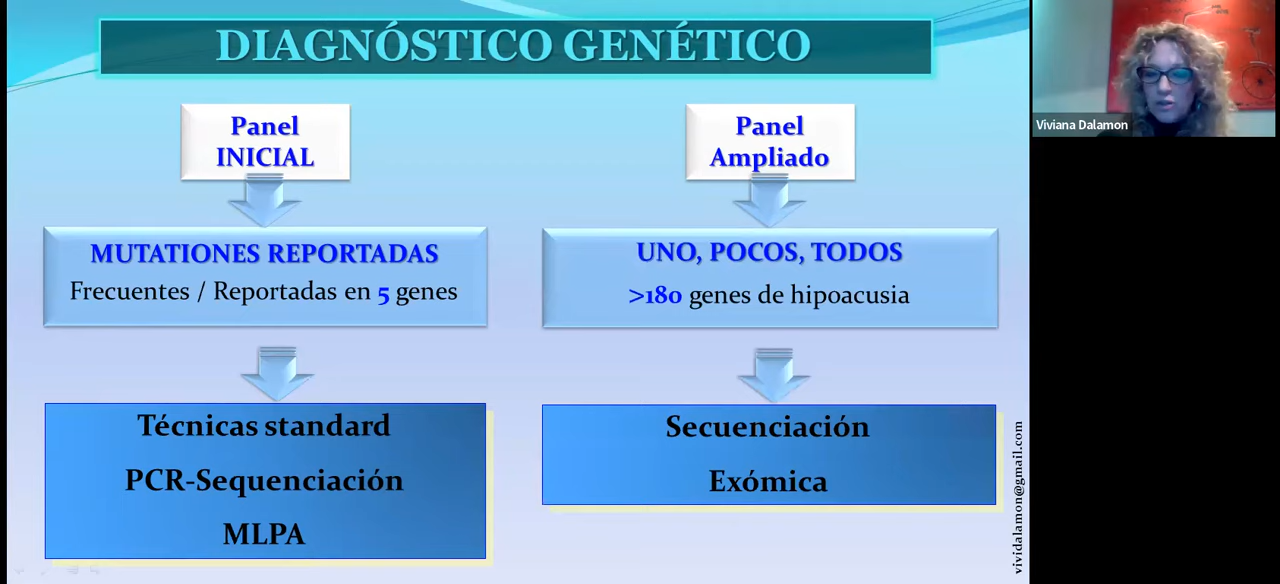 DIAGNÓSTICO GENÉTICO
Panel
INICIAL
MUTATIONES REPORTADAS
Frecuentes / Reportadas en 5 genes
Técnicas standard
PCR-Sequenciación
MLPA
Panel
Ampliado
UNO, POCOS, TODOS
>180 genes de hipoacusia
Secuenciación
Exómica
vividalamon@gmail.com
Viviana Dalamon